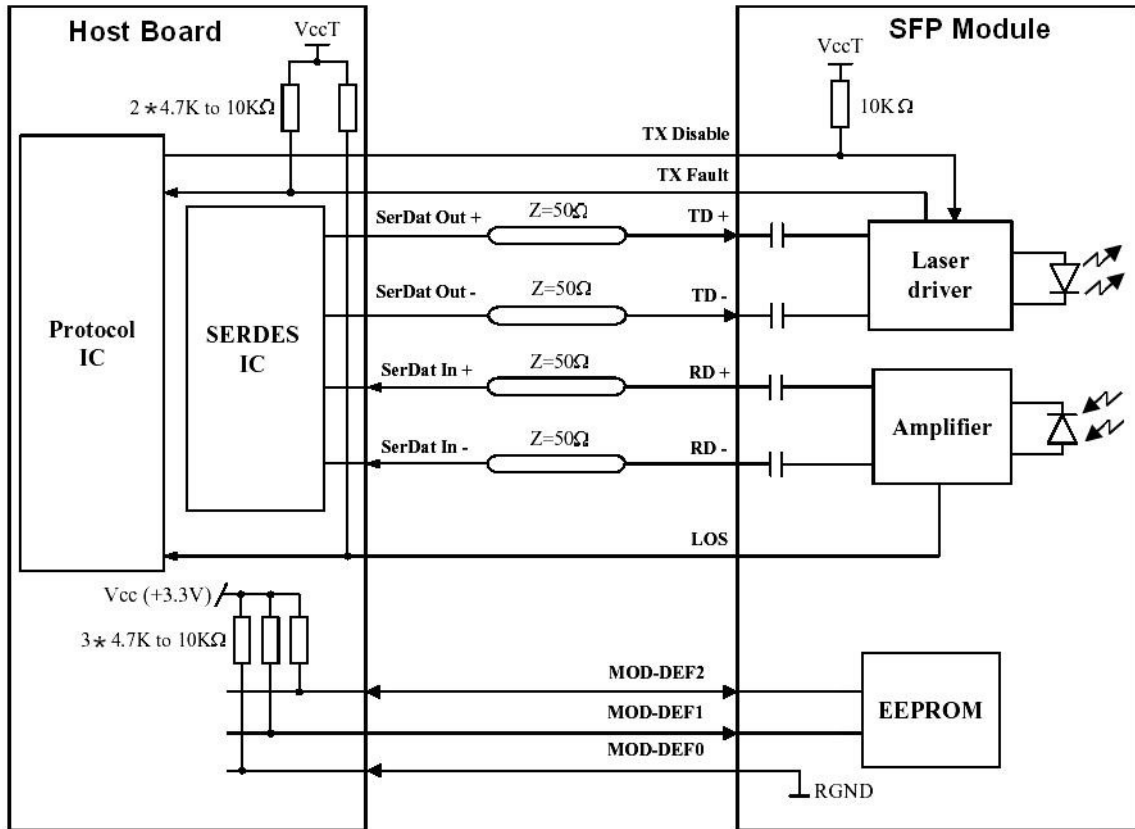 Host Board
SFP Module
VccT
VccT
2*4.7K to 10KΩ
10KΩ
TX Disable
TX Fault
SerDat Out +
Z=50Ω
TD +
Laser
driver
SerDat Out -
Z=50Ω
TD -
Protocol
IC
SERDES
IC
SerDat In +
Z=50Ω
RD +
Amplifier
SerDat In -
Z=50Ω
RD -
LOS
Vcc (+3.3V)
3*4.7K to 10KΩ
MOD-DEF2
EEPROM
MOD-DEF1
MOD-DEF0
RGND